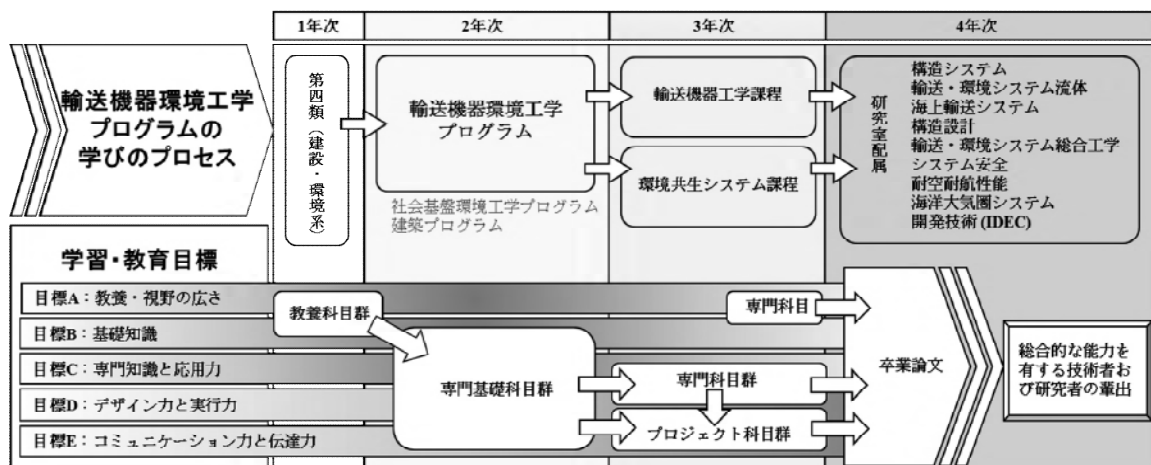 1年次
2年次
3年次
4年次
輸送機器環境工学
プログラムの
学びのプロセス
第四類（建設・環境系）
輸送機器環境工学
プログラム
社会基盤環境工学プログラム
建築プログラム
輸送機器工学課程
環境共生システム課程
研究室配属
構造システム
輸送・環境システム流体
海上輸送システム
構造設計
輸送・環境システム総合工学
システム安全
耐空耐航性能
海洋大気圏システム
開発技術 (IDEC)
学習・教育目標
目標A：教養・視野の広さ
目標B：基礎知識
目標C：専門知識と応用力
目標D：デザイン力と実行力
目標E：コミュニケーション力と伝達力
教養科目群
専門基礎科目群
専門科目
専門科目群
プロジェクト科目群
卒業論文
総合的な能力を
有する技術者お
よび研究者の輩出